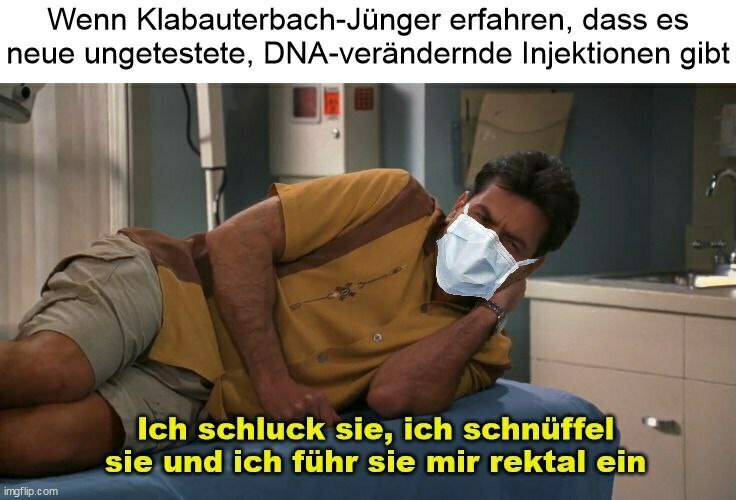 Wenn Klabauterbach-Jünger erfahren, dass es
neue ungetestete, DNA-verändernde Injektionen gibt
Ich schluck sie, ich schnüffel
sie und ich führ sie mir rektal ein
imgflip.com